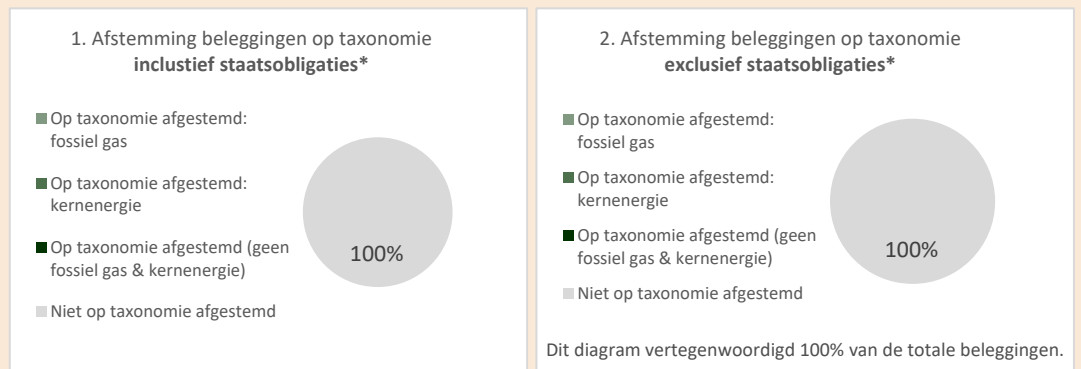 1. Afstemming beleggingen op taxonomie
inclustief staatsobligaties*
Op taxonomie afgestemd:
fossiel gas
Op taxonomie afgestemd:
kernenergie
Op taxonomie afgestemd (geen
fossiel gas & kernenergie)
Niet op taxonomie afgestemd
100%
2. Afstemming beleggingen op taxonomie
exclusief staatsobligaties*
Op taxonomie afgestemd:
fossiel gas
Op taxonomie afgestemd:
kernenergie
Op taxonomie afgestemd (geen
fossiel gas & kernenergie)
Niet op taxonomie afgestemd
100%
Dit diagram vertegenwoordigd 100% van de totale beleggingen.